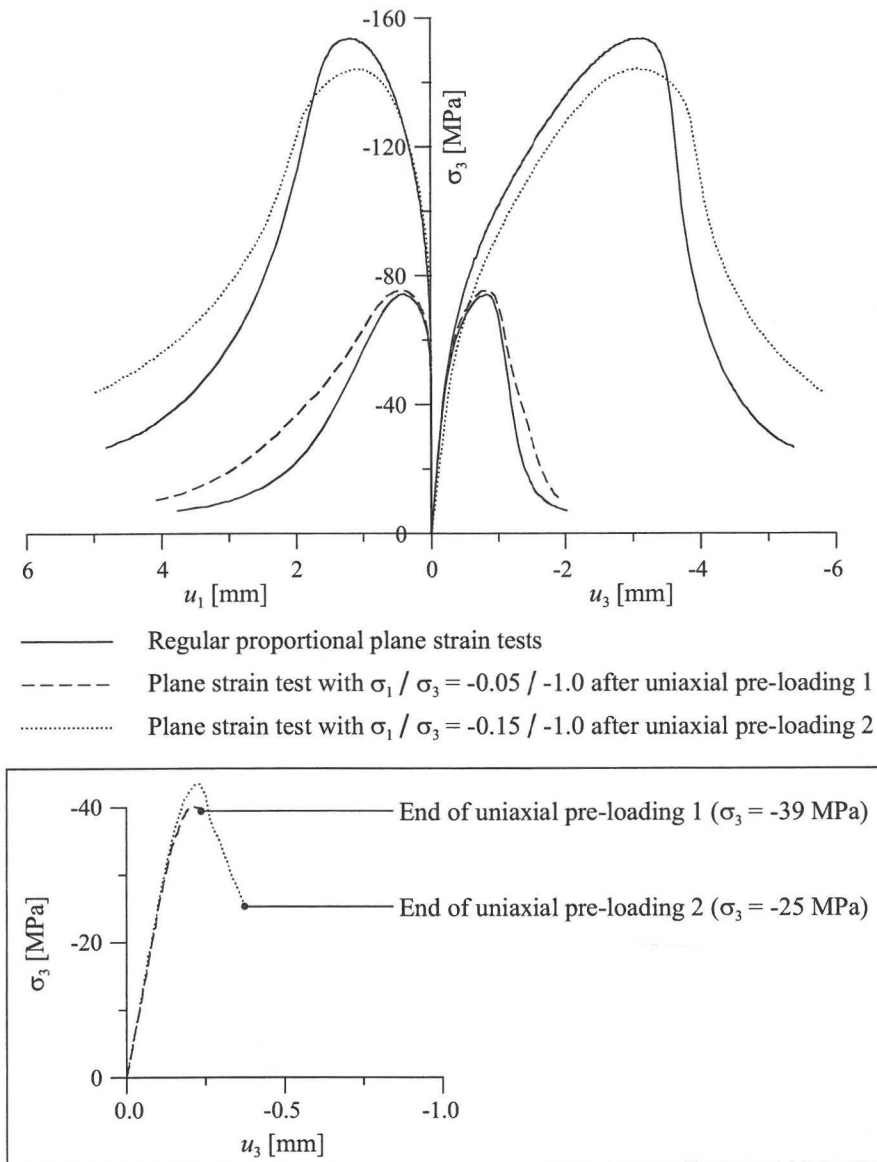 -160
-120
-80
-40
0
σ3 [MPa]
6
4
2
0
-2
-4
-6
u1 [mm]
u3 [mm]
Regular proportional plane strain tests
Plane strain test with σ1 / σ3 = -0.05 / -1.0 after uniaxial pre-loading 1
Plane strain test with σ1 / σ3 = -0.15 / -1.0 after uniaxial pre-loading 2
-40
-20
0
σ3 [MPa]
End of uniaxial pre-loading 1 (σ3 = -39 MPa)
End of uniaxial pre-loading 2 (σ3 = -25 MPa)
0.0
-0.5
-1.0
u3 [mm]